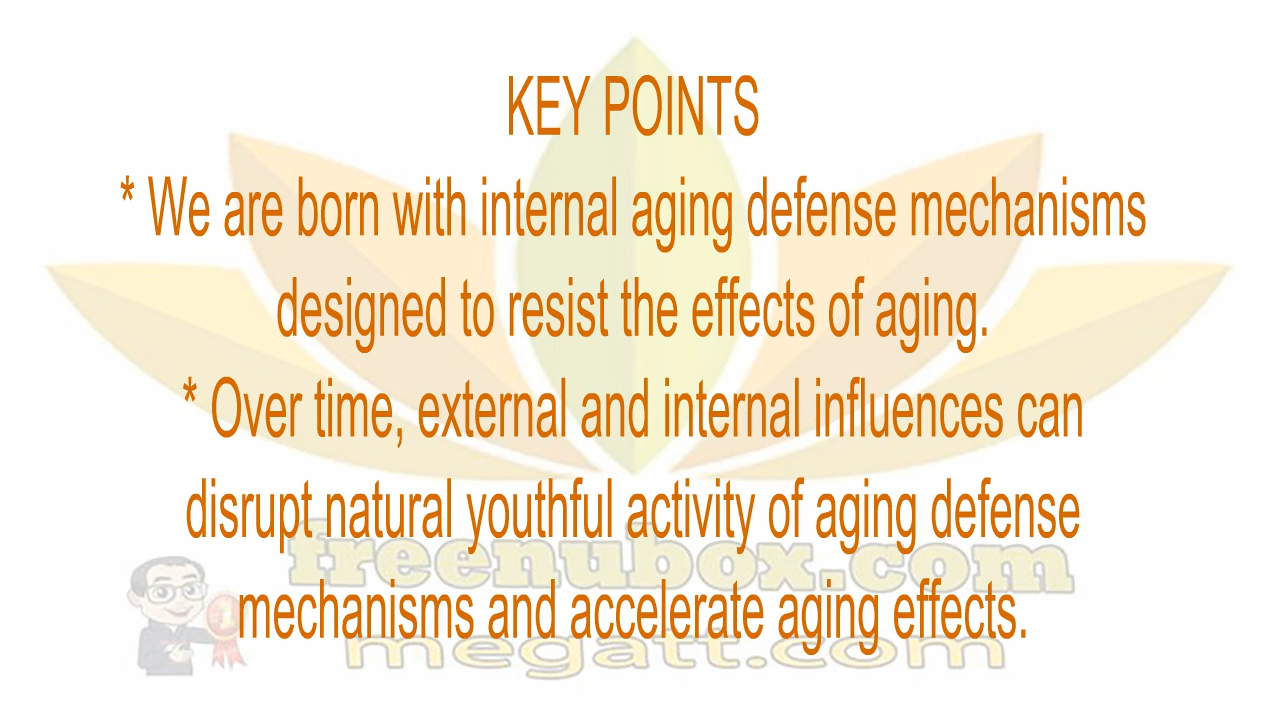 KEY POINTS
* We are born with internal aging defense mechanisms
designed to resist the effects of aging.
* Over time, external and internal influences can
disrupt natural youthful activity of aging defense
freenubox.com
mechanisms and accelerate aging effects.
1
megatt.com